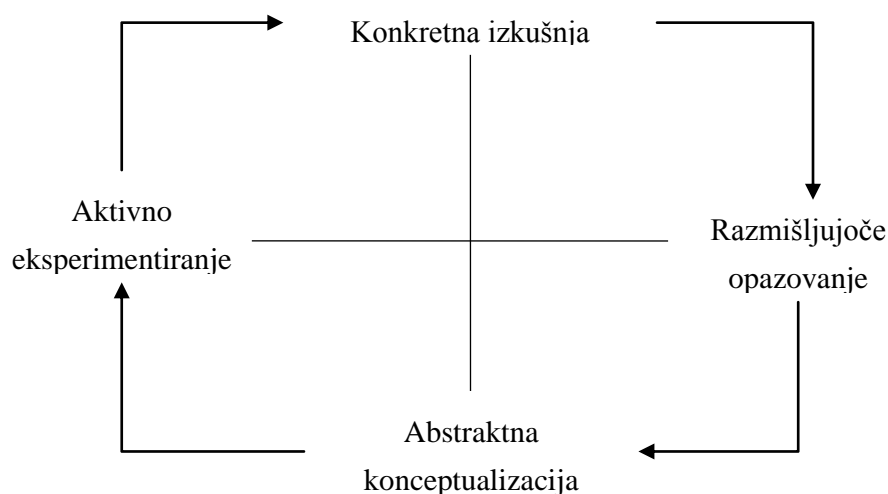 Konkretna izkušnja
Aktivno
eksperimentiranje
Razmišljujoče
opazovanje
Abstraktna
konceptualizacija